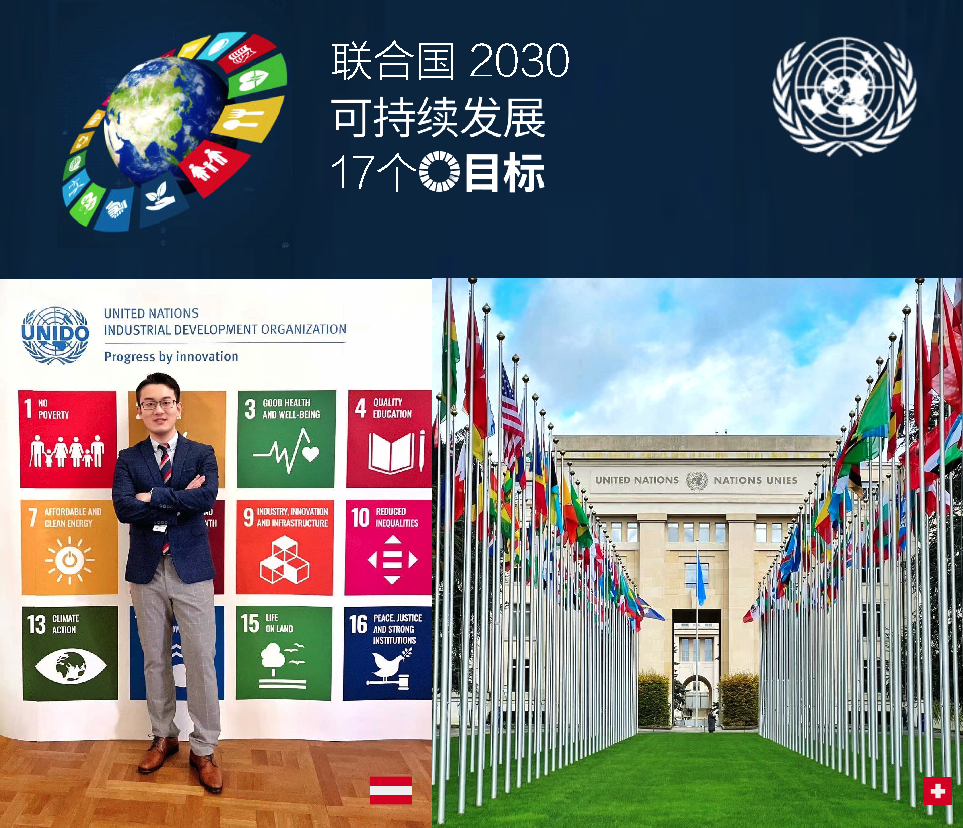 联合国 2030
可持续发展
17个目标
UNIDO
UNITED NATIONS
INDUSTRIAL DEVELOPMENT ORGANIZATION
Progress by innovation
1 NO
POVERTY
3 GOOD HEALTH
AND WELL-BEING
4 QUALITY
EDUCATION
7 AFFORDABLE AND
CLEAN ENERGY
9 INDUSTRY, INNOVATION
AND INFRASTRUCTURE
10 REDUCED
INEQUALITIES
13 CLIMATE
ACTION
15 LIFE
ON LAND
16 PEACE, JUSTICE
AND STRONG
INSTITUTIONS
UNITED NATIONS NATIONS UNIES